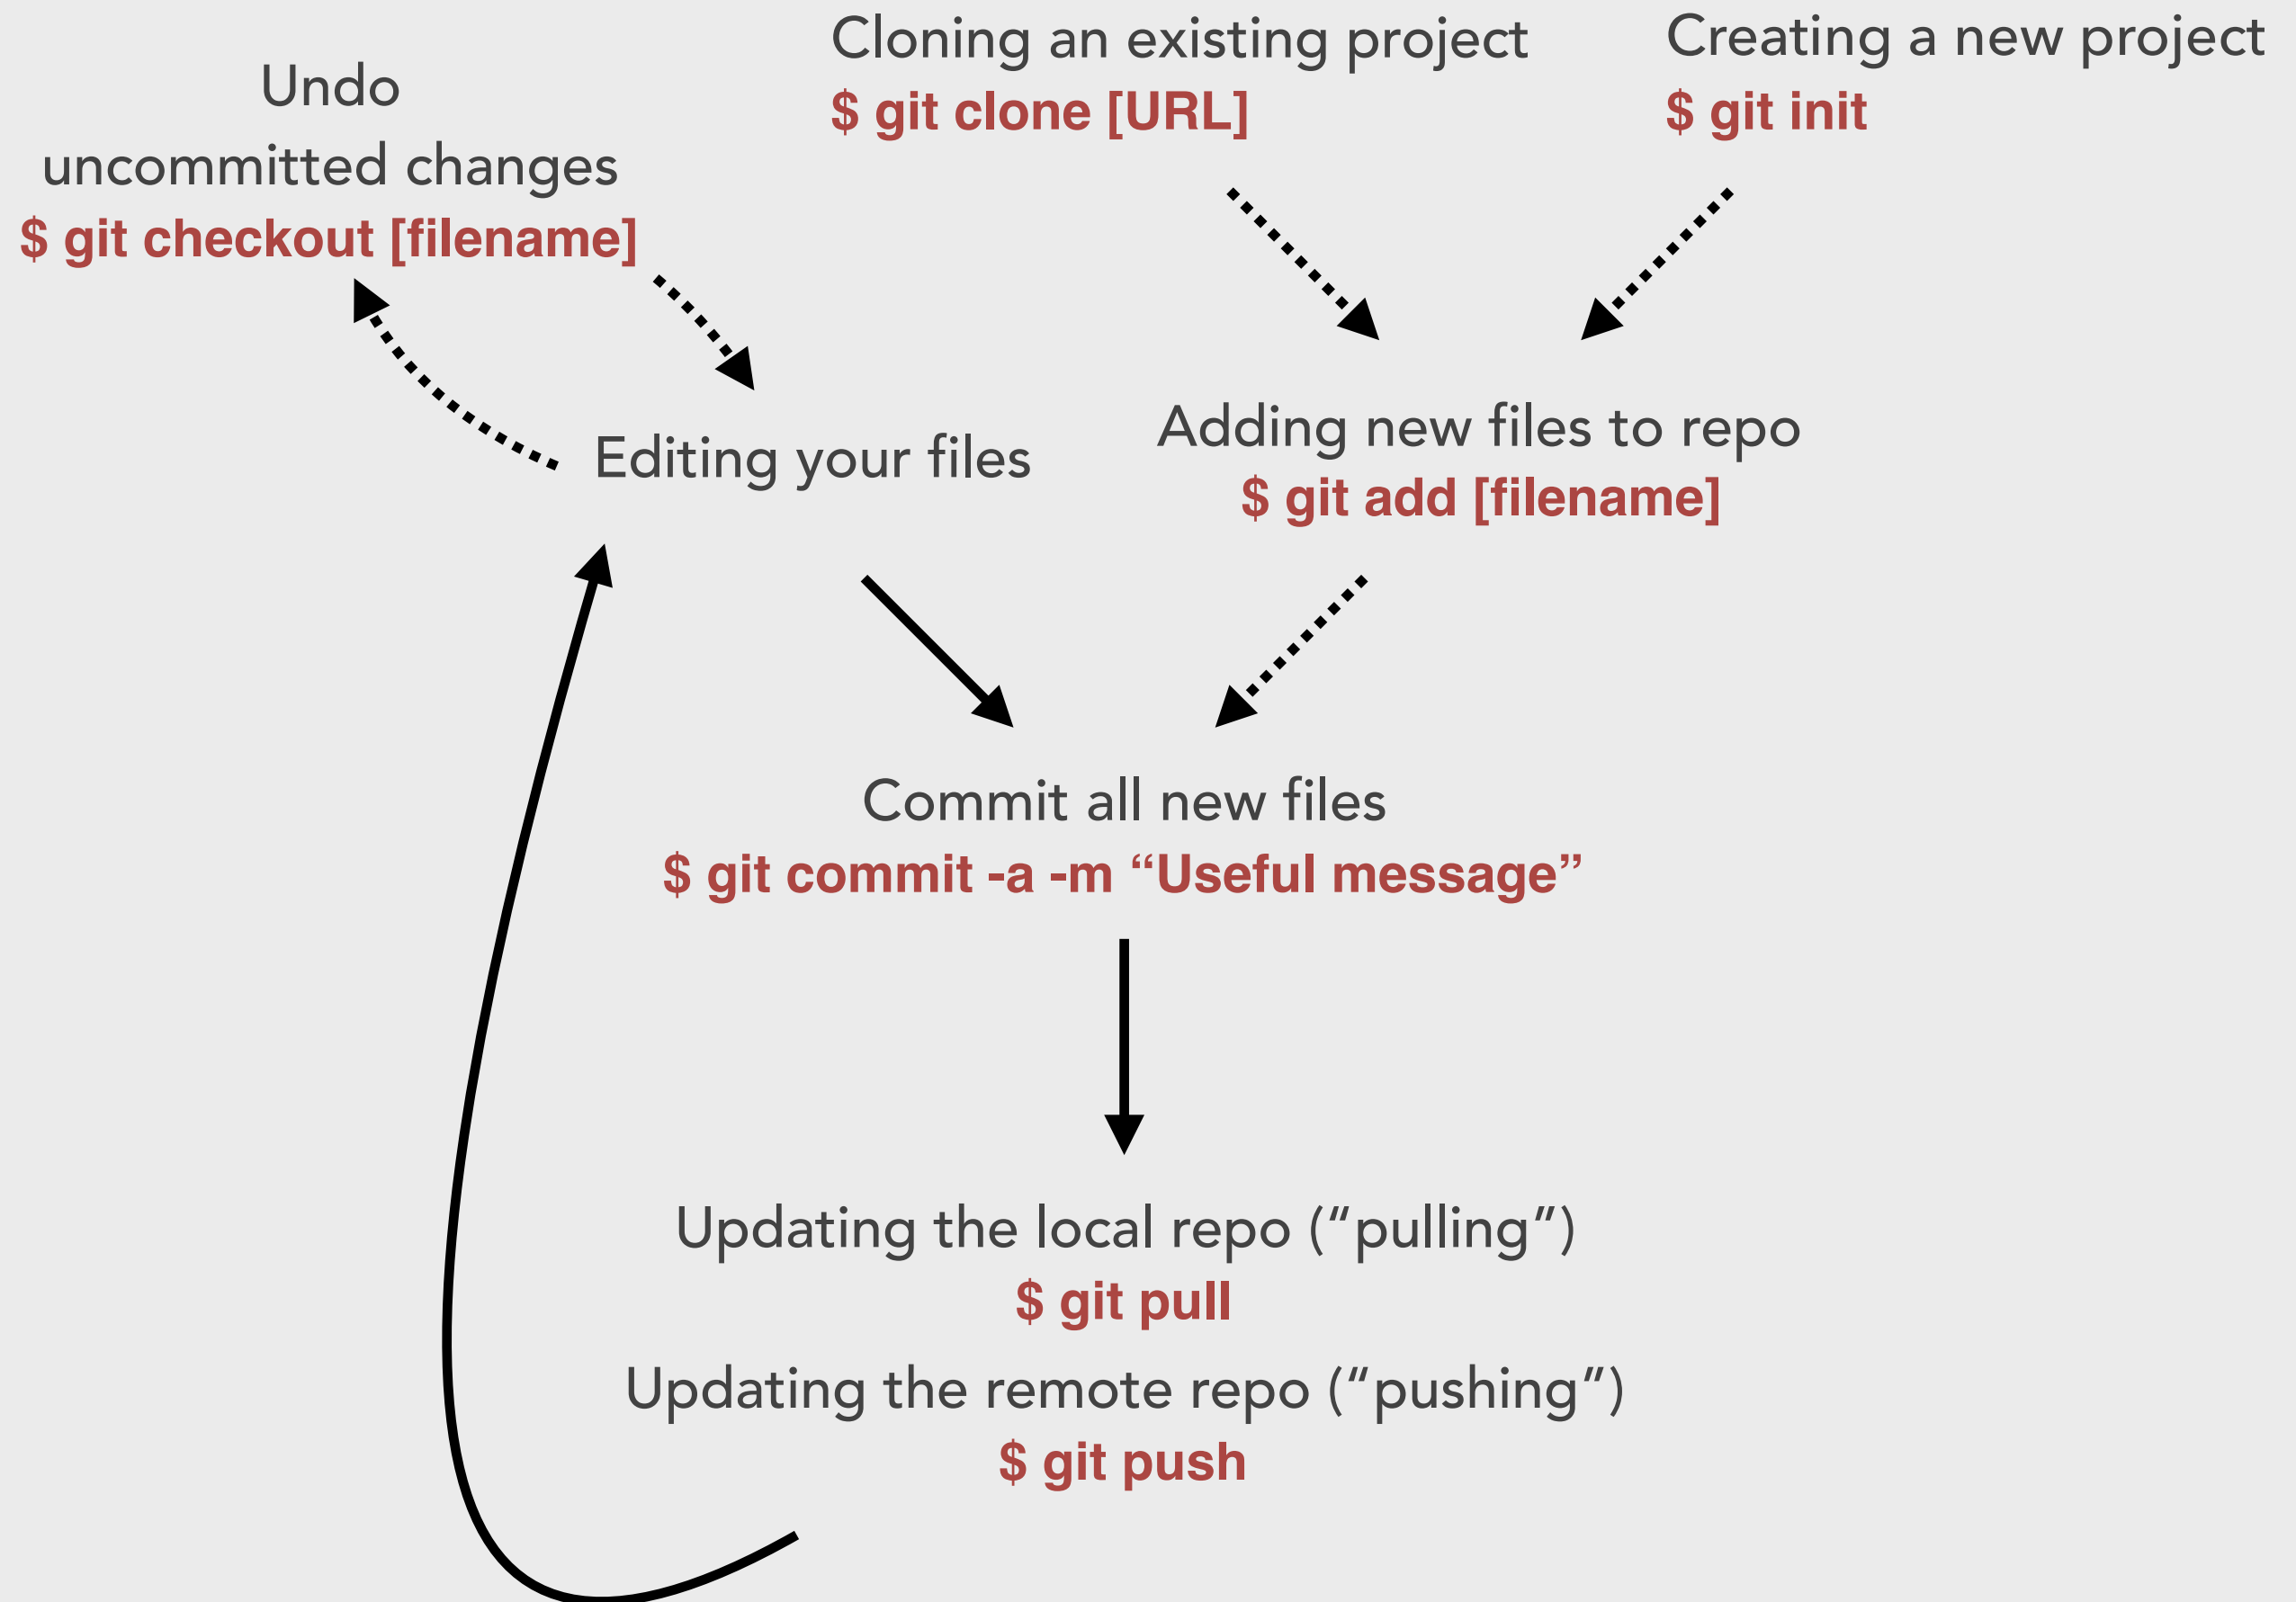 Undo
uncommitted changes
$ git checkout [filename]
Cloning an existing project
$ git clone [URL]
Creating a new project
$ git init
Editing your files
Adding new files to repo
$ git add [filename]
Commit all new files
$ git commit -a -m “Useful message”
Updating the local repo (“pulling“)
$ git pull
Updating the remote repo (“pushing“)
$ git push